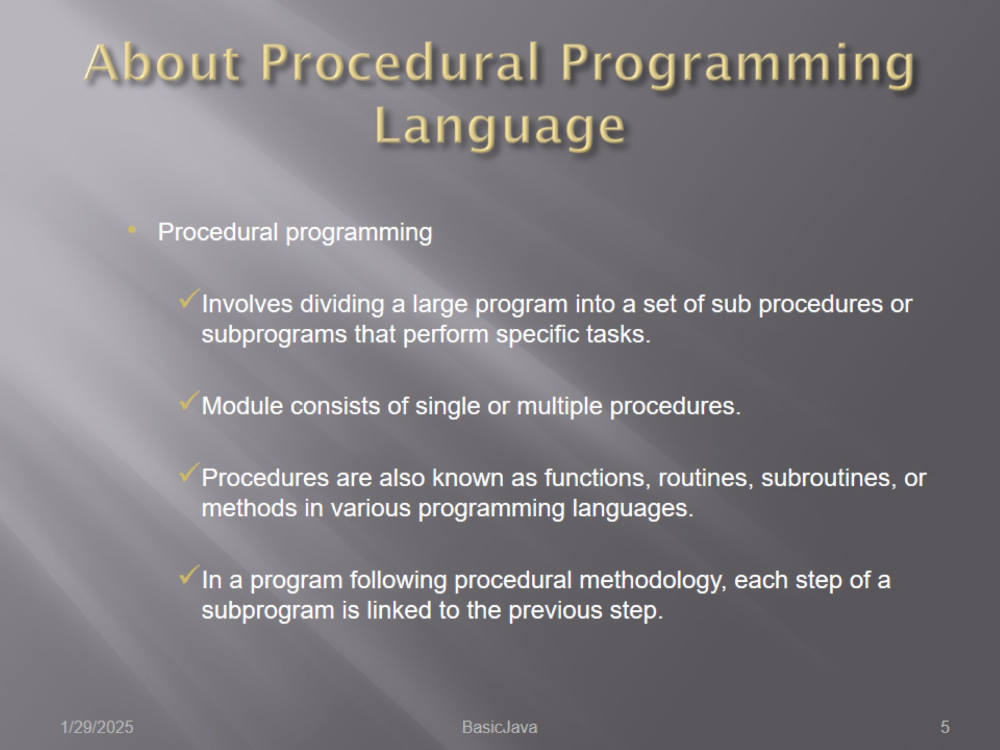 About Procedural Programming
Language
• Procedural programming
✓Involves dividing a large program into a set of sub procedures or
subprograms that perform specific tasks.
✓Module consists of single or multiple procedures.
✓Procedures are also known as functions, routines, subroutines, or
methods in various programming languages.
✓In a program following procedural methodology, each step of a
subprogram is linked to the previous step.
1/29/2025
BasicJava
5